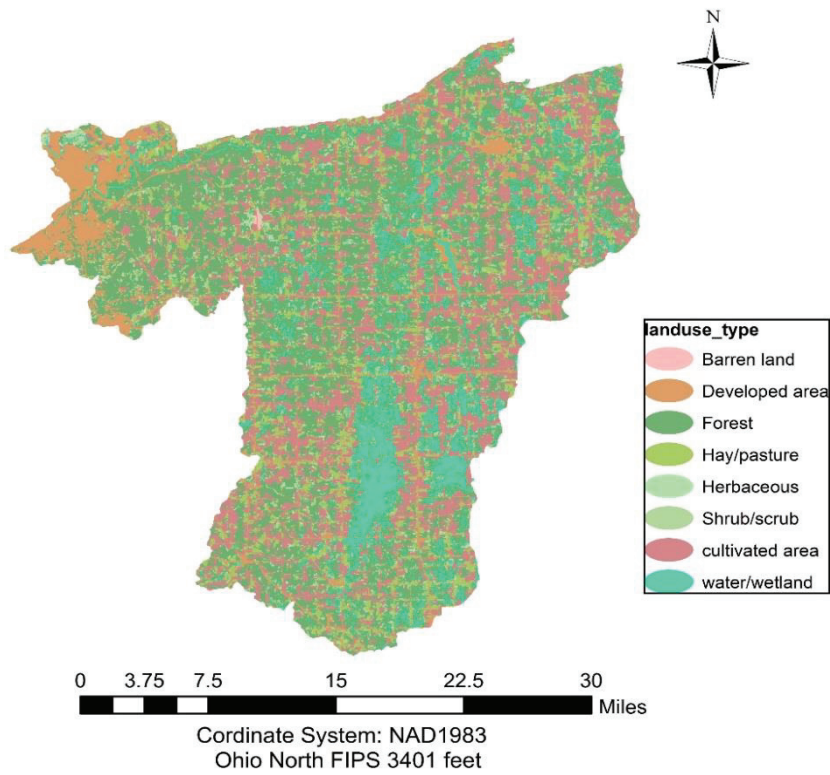 N
landuse_type
Barren land
Developed area
Forest
Hay/pasture
Herbaceous
Shrub/scrub
cultivated area
water/wetland
0 3.75 7.5 15 22.5 30
Miles
Cordinate System: NAD1983
Ohio North FIPS 3401 feet